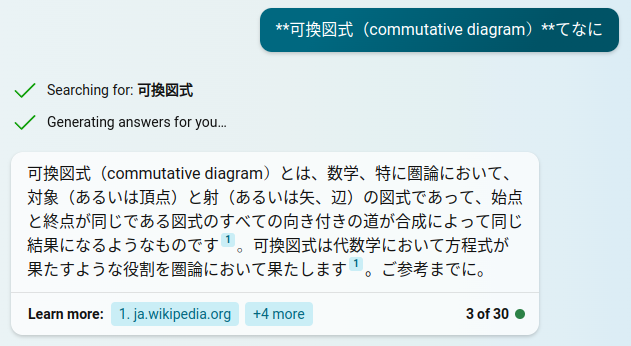 **可換図式（commutative diagram）**てなに
Searching for: 可換図式
Generating answers for you…
可換図式（commutative diagram）とは、数学、特に圏論において、
対象（あるいは頂点）と射（あるいは矢、辺）の図式であって、始点
と終点が同じである図式のすべての向き付きの道が合成によって同じ
結果になるようなものです 1 。可換図式は代数学において方程式が
果たすような役割を圏論において果たします 1 。ご参考までに。
Learn more: 1. ja.wikipedia.org +4 more 3 of 30